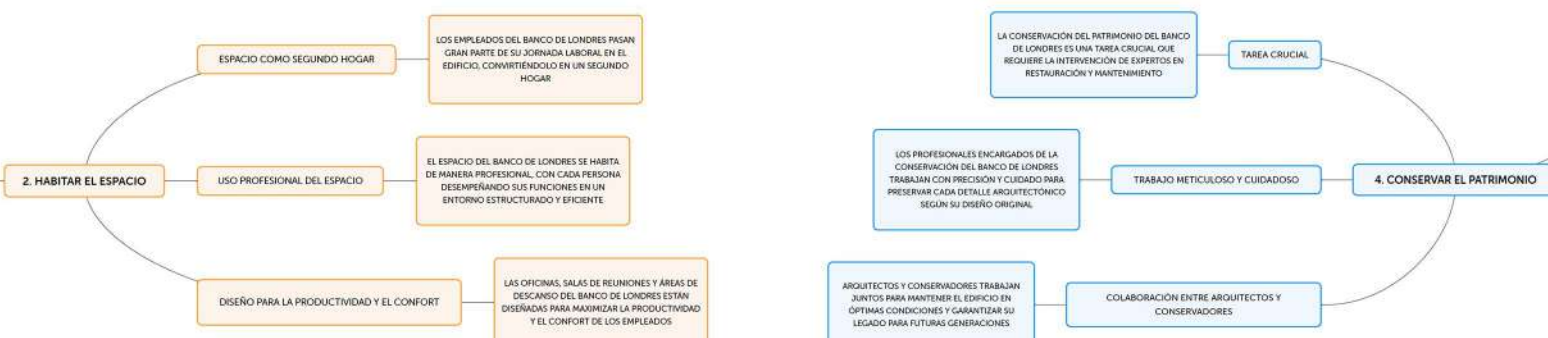 2. HABITAR EL ESPACIO
ESPACIO COMO SEGUNDO HOGAR
LOS EMPLEADOS DEL BANCO DE LONDRES PASAN
GRAN PARTE DE SU JORNADA LABORAL EN EL
EDIFICIO, CONVIRTIÉNDOLO EN UN SEGUNDO
HOGAR
USO PROFESIONAL DEL ESPACIO
EL ESPACIO DEL BANCO DE LONDRES SE HABITA
DE MANERA PROFESIONAL, CON CADA PERSONA
DESEMPEÑANDO SUS FUNCIONES EN UN
ENTORNO ESTRUCTURADO Y EFICIENTE
DISEÑO PARA LA PRODUCTIVIDAD Y EL CONFORT
LAS OFICINAS, SALAS DE REUNIONES Y ÁREAS DE
DESCANSO DEL BANCO DE LONDRES ESTÁN
DISEÑADAS PARA MAXIMIZAR LA PRODUCTIVIDAD
Y EL CONFORT DE LOS EMPLEADOS
4. CONSERVAR EL PATRIMONIO
TAREA CRUCIAL
LA CONSERVACIÓN DEL PATRIMONIO DEL BANCO
DE LONDRES ES UNA TAREA CRUCIAL QUE
REQUIERE LA INTERVENCIÓN DE EXPERTOS EN
RESTAURACIÓN Y MANTENIMIENTO
TRABAJO METICULOSO Y CUIDADOSO
LOS PROFESIONALES ENCARGADOS DE LA
CONSERVACIÓN DEL BANCO DE LONDRES
TRABAJAN CON PRECISIÓN Y CUIDADO PARA
PRESERVAR CADA DETALLE ARQUITECTÓNICO
SEGÚN SU DISEÑO ORIGINAL
COLABORACIÓN ENTRE ARQUITECTOS Y
CONSERVADORES
ARQUITECTOS Y CONSERVADORES TRABAJAN
JUNTOS PARA MANTENER EL EDIFICIO EN
ÓPTIMAS CONDICIONES Y GARANTIZAR SU
LEGADO PARA FUTURAS GENERACIONES